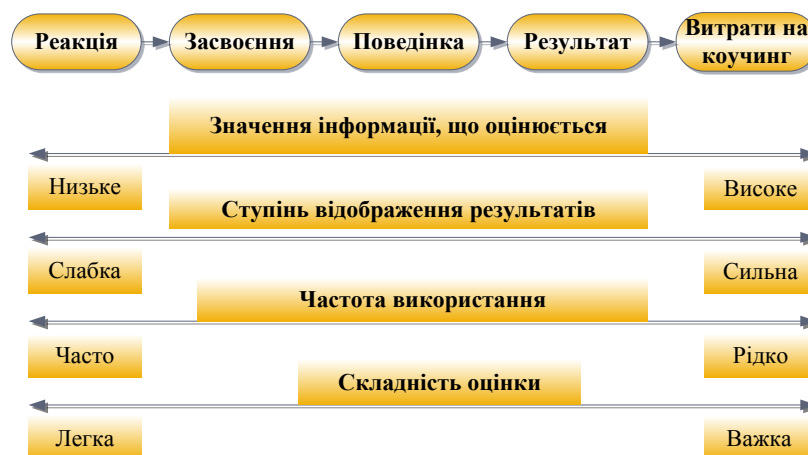 Реакція
Засвоєння
Поведінка
Результат
Витрати на
коучинг
Значення інформації, що оцінюється
Низьке
Високе
Ступінь відображення результатів
Слабка
Сильна
Частота використання
Часто
Рідко
Складність оцінки
Легка
Важка